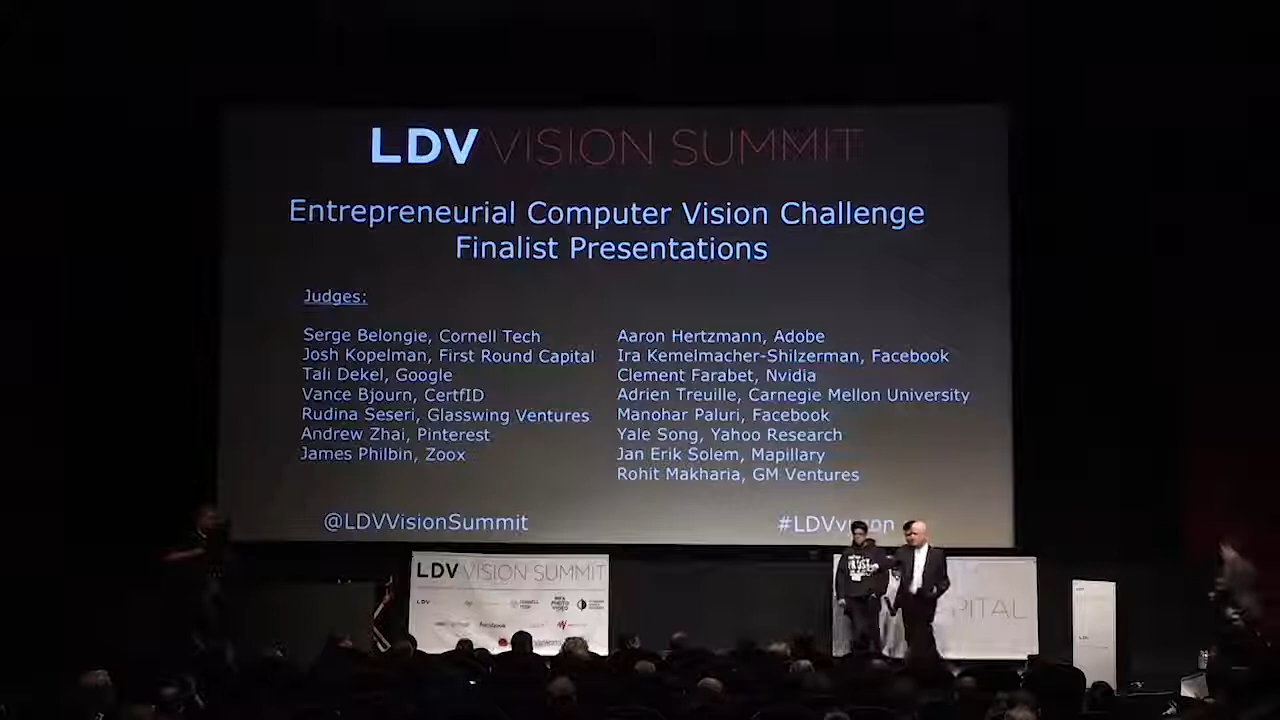 LDV VISION SUMMIT
Entrepreneurial Computer Vision Challenge
Finalist Presentations
Judges:
Serge Belongie, Cornell Tech
Josh Kopelman, First Round Capital
Tali Dekel, Google
Vance Bjourn, CertfID
Rudina Seseri, Glasswing Ventures
Andrew Zhai, Pinterest
James Philbin, Zoox
Aaron Hertzmann, Adobe
Ira Kemelmacher-Shilzerman, Facebook
Clement Farabet, Nvidia
Adrien Treuille, Carnegie Mellon University
Manohar Paluri, Facebook
Yale Song, Yahoo Research
Jan Erik Solem, Mapillary
Rohit Makharia, GM Ventures
@LDVVisionSummit
LDV VISION SUMMIT
LDV
facebook